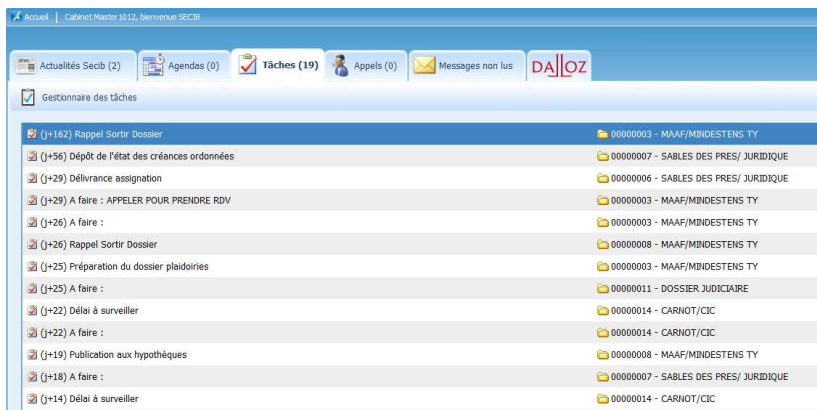 Accueil | Cabinet Master1012, bienvenue SECIB
Actualités Secib (2) Agendas (0) Tâches (19) Appels (0) Messages non lus DALLOZ
Gestionnaire des tâches
(j+162) Rappel Sortir Dossier 00000003 - MAAF/MINDESTENS TY
(j+56) Dépôt de l'état des créances ordonnées 00000007 - SABLES DES PRES/ JURIDIQUE
(j+29) Délivrance assignation 00000006 - SABLES DES PRES/ JURIDIQUE
(j+29) A faire : APPELER POUR PRENDRE RDV 00000003 - MAAF/MINDESTENS TY
(j+26) A faire : 00000003 - MAAF/MINDESTENS TY
(j+26) Rappel Sortir Dossier 00000008 - MAAF/MINDESTENS TY
(j+25) Préparation du dossier plaidoiries 00000003 - MAAF/MINDESTENS TY
(j+25) A faire : 00000011 - DOSSIER JUDICIAIRE
(j+22) Délai à surveiller 00000014 - CARNOT/CIC
(j+22) A faire : 00000014 - CARNOT/CIC
(j+19) Publication aux hypothèques 00000008 - MAAF/MINDESTENS TY
(j+18) A faire : 00000007 - SABLES DES PRES/ JURIDIQUE
(j+14) Délai à surveiller 00000014 - CARNOT/CIC